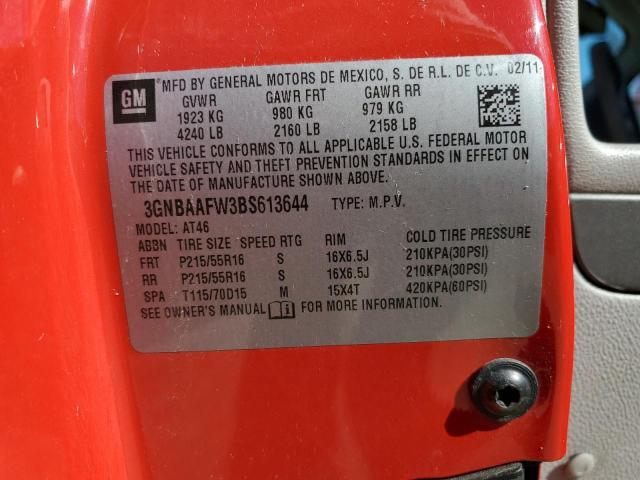 GM
MFD BY GENERAL MOTORS DE MEXICO, S. DE R.L. DE C.V. 02/11
GVWR GAWR FRT GAWR RR
1923 KG 980 KG 979 KG
4240 LB 2160 LB 2158 LB
THIS VEHICLE CONFORMS TO ALL APPLICABLE U.S. FEDERAL MOTOR
VEHICLE SAFETY AND THEFT PREVENTION STANDARDS IN EFFECT ON
THE DATE OF MANUFACTURE SHOWN ABOVE.
3GNBAAFW3BS613644 TYPE: M.P.V.
MODEL: AT46
ABBN TIRE SIZE SPEED RTG RIM COLD TIRE PRESSURE
FRT P215/55R16 S 16X6.5J 210KPA(30PSI)
RR P215/55R16 S 16X6.5J 210KPA(30PSI)
SPA T115/70D15 M 15X4T 420KPA(60PSI)
SEE OWNER'S MANUAL FOR MORE INFORMATION.